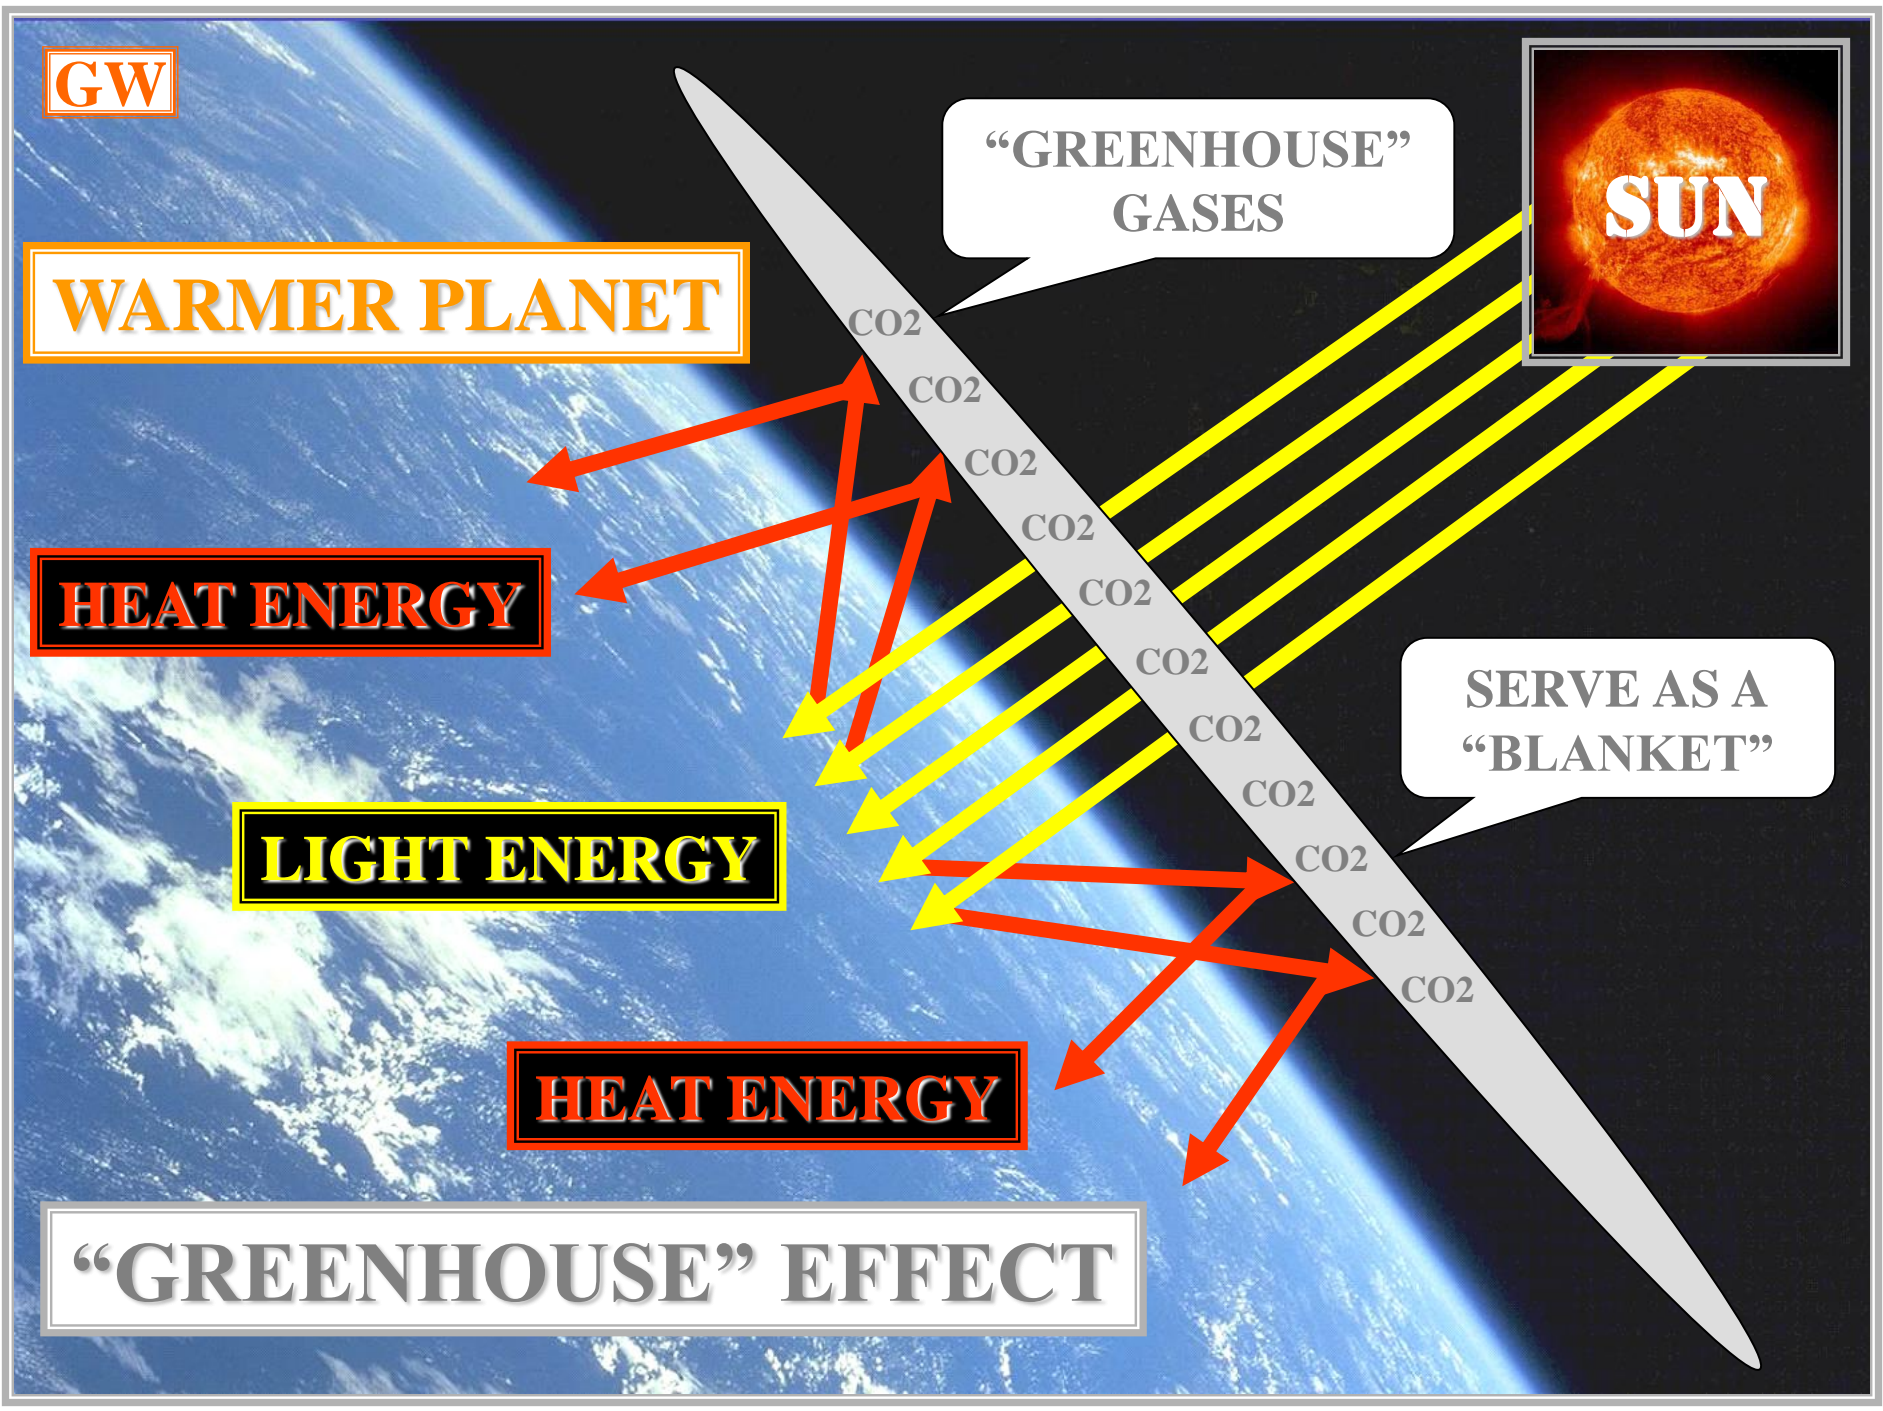 GW
“GREENHOUSE”
GASES
SUN
WARMER PLANET
CO2
CO2
CO2
CO2
CO2
CO2
CO2
CO2
CO2
CO2
CO2
HEAT ENERGY
SERVE AS A
“BLANKET”
LIGHT ENERGY
HEAT ENERGY
“GREENHOUSE” EFFECT